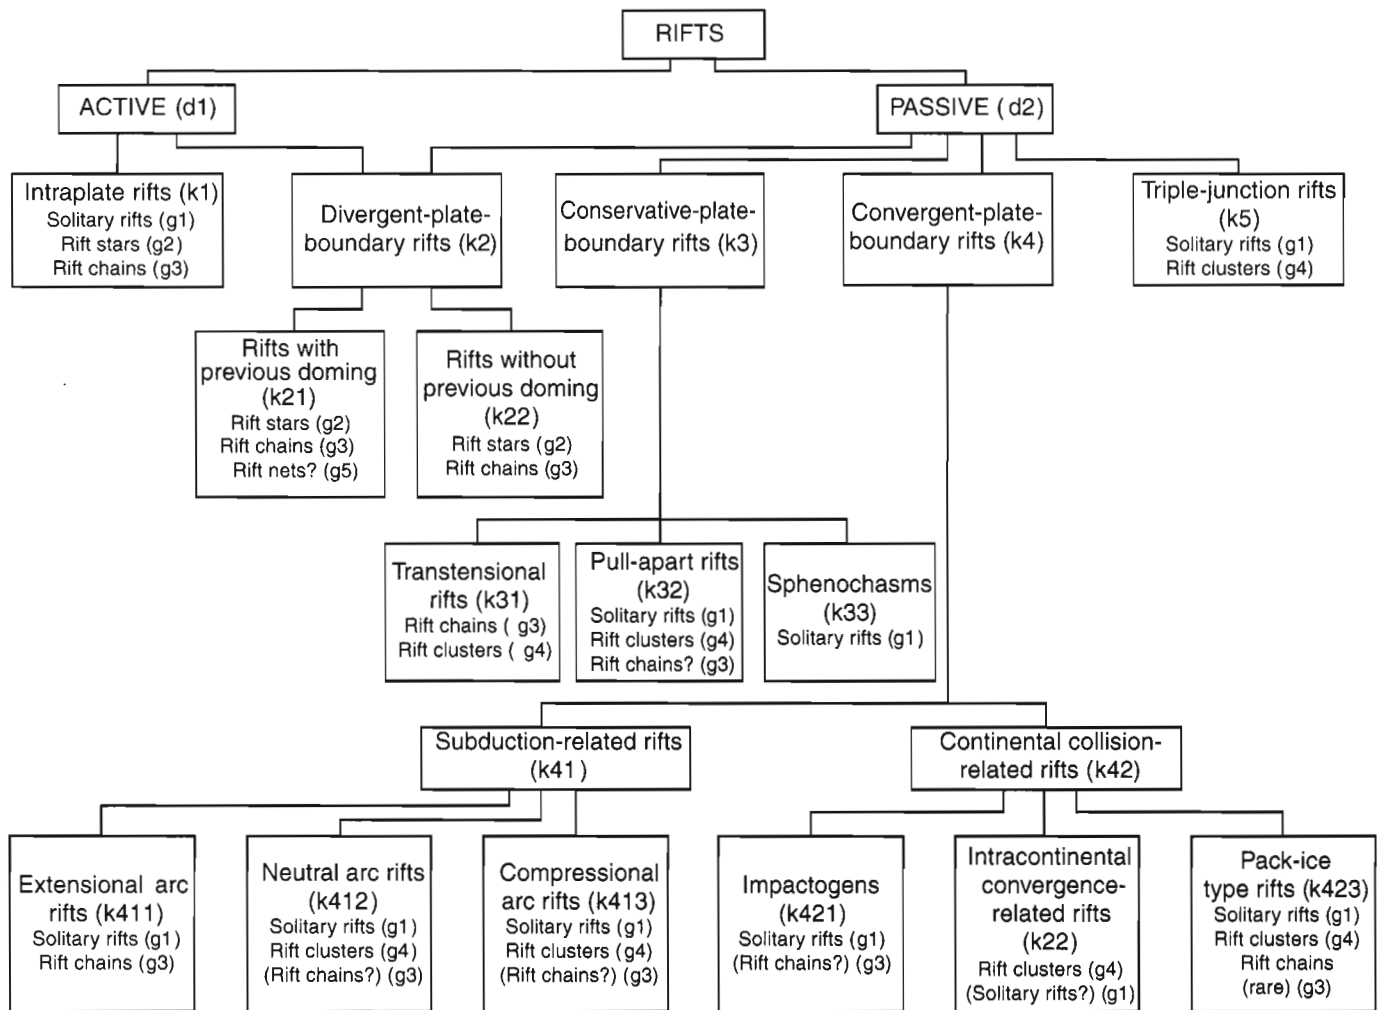 RIFTS
ACTIVE (d1)
PASSIVE ( d2)
Intraplate rifts (k1)
Solitary rifts (g1)
Rift stars (g2)
Rift chains (g3)
Divergent-plate-
boundary rifts (k2)
Conservative-plate-
boundary rifts (k3)
Convergent-plate-
boundary rifts (k4)
Triple-junction rifts
(k5)
Solitary rifts (g1)
Rift clusters (g4)
Rifts with
previous doming
(k21)
Rift stars (g2)
Rift chains (g3)
Rift nets? (g5)
Rifts without
previous doming
(k22)
Rift stars ( g2)
Rift chains (g3)
Transtensional
rifts (k31)
Rift chains ( g3)
Rift clusters ( g4)
Pull-apart rifts
(k32)
Solitary rifts (g1)
Rift clusters (g4)
Rift chains? (g3)
Sphenochasms
(k33)
Solitary rifts (g1)
Subduction-related rifts
(k41)
Continental collision-
related rifts (k42)
Extensional arc
rifts (k411)
Solitary rifts (g1)
Rift chains (g3)
Neutral arc rifts
(k412)
Solitary rifts (g1)
Rift clusters (g4)
(Rift chains?) (g3)
Compressional
arc rifts (k413)
Solitary rifts (g1)
Rift clusters (g4)
(Rift chains?) (g3)
Impactogens
(k421)
Solitary rifts (g1)
(Rift chains?) (g3)
Intracontinental
convergence-
related rifts
(k22)
Rift clusters (g4)
(Solitary rifts?) (g1)
Pack-ice
type rifts (k423)
Solitary rifts (g1)
Rift clusters (g4)
Rift chains
(rare) (g3)